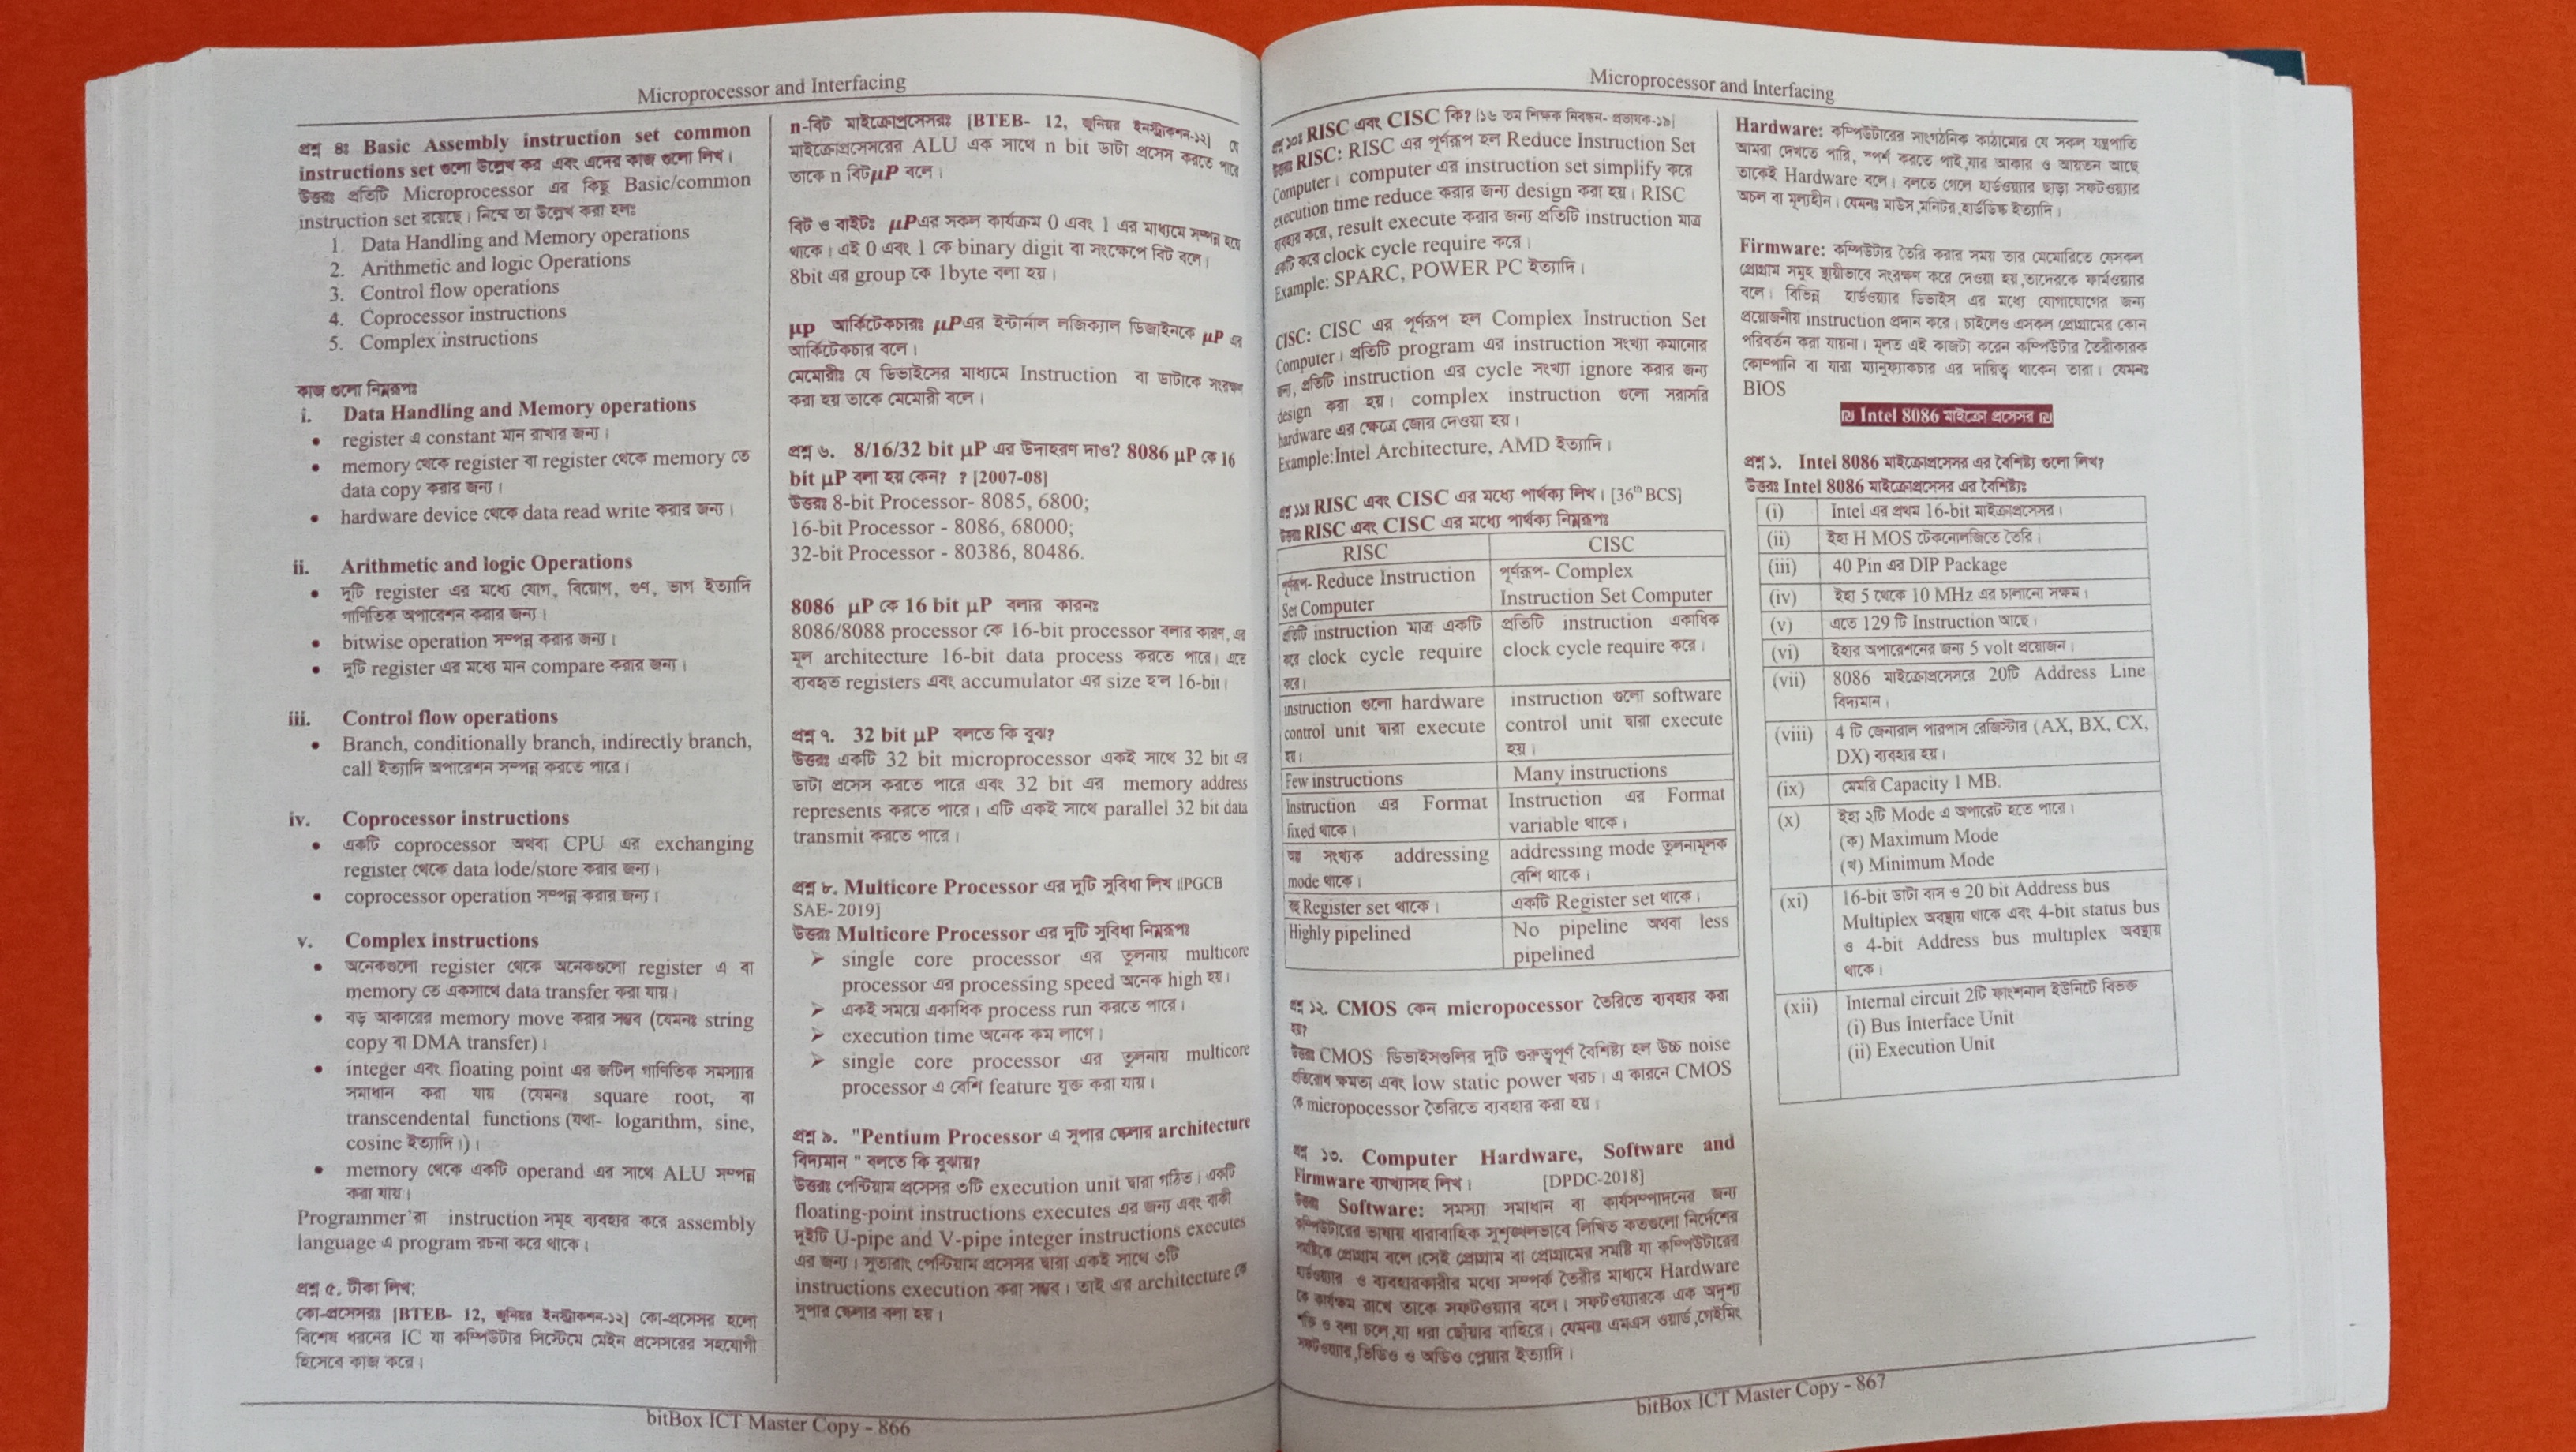 Microprocessor and Interfacing
প্রশ্ন ৪ঃ Basic Assembly instruction set common
instructions set গুলো উল্লেখ কর এবং এদের কাজ গুলো লিখ।
উত্তরঃ প্রতিটি Microprocessor এর কিছু Basic/common
instruction set রয়েছে। নিম্মে তা উল্লেখ করা হলঃ
1. Data Handling and Memory operations
2. Arithmetic and logic Operations
3. Control flow operations
4. Coprocessor instructions
5. Complex instructions
কাজ গুলো নিম্নরূপঃ
i. Data Handling and Memory operations
• register এ constant মান রাখার জন্য।
• memory থেকে register বা register থেকে memory তে
data copy করার জন্য।
• hardware device থেকে data read write করার জন্য।
ii. Arithmetic and logic Operations
• দুটি register এর মধ্যে যোগ, বিয়োগ, গুণ, ভাগ ইত্যাদি
গাণিতিক অপারেশন করার জন্য।
• bitwise operation সম্পন্ন করার জন্য।
• দুটি register এর মধ্যে মান compare করার জন্য।
iii. Control flow operations
• Branch, conditionally branch, indirectly branch,
call ইত্যাদি অপারেশন সম্পন্ন করতে পারে।
iv. Coprocessor instructions
• একটি coprocessor অথবা CPU এর exchanging
register থেকে data lode/store করার জন্য।
• coprocessor operation সম্পন্ন করার জন্য।
v. Complex instructions
• অনেকগুলো register থেকে অনেকগুলো register এ বা
memory তে একসাথে data transfer করা যায়।
• বড় আকারের memory move করার সম্ভব (যেমনঃ string
copy বা DMA transfer)।
• integer এবং floating point এর জটিল গাণিতিক সমস্যার
সমাধান করা যায় (যেমনঃ square root, বা
transcendental functions (যথা- logarithm, sine,
cosine ইত্যাদি।)।
• memory থেকে একটি operand এর সাথে ALU সম্পন্ন
করা যায়।
Programmer'রা instruction সমূহ ব্যবহার করে assembly
language এ program রচনা করে থাকে।
প্রশ্ন ৫. টীকা লিখ:
কো-প্রসেসরঃ [BTEB- 12, জুনিয়র ইনস্ট্রাকশন-১২] কো-প্রসেসর হলো
বিশেষ ধরনের IC যা কম্পিউটার সিস্টেমে মেইন প্রসেসরের সহযোগী
হিসেবে কাজ করে।
n-বিট মাইক্রোপ্রসেসরঃ [BTEB- 12, জুনিয়র ইনস্ট্রাকশন-১২] যে
মাইক্রোপ্রসেসরের ALU এক সাথে n bit ডাটা প্রসেস করতে পারে
তাকে n বিটμP বলে।
বিট ও বাইটঃ μPএর সকল কার্যক্রম 0 এবং 1 এর মাধ্যমে সম্পন্ন হয়ে
থাকে। এই 0 এবং 1 কে binary digit বা সংক্ষেপে বিট বলে।
8bit এর group কে 1byte বলা হয়।
μp আর্কিটেকচারঃ μPএর ইন্টার্নাল লজিক্যাল ডিজাইনকে μP এর
আর্কিটেকচার বলে।
মেমোরীঃ যে ডিভাইসের মাধ্যমে Instruction বা ডাটাকে সংরক্ষণ
করা হয় তাকে মেমোরী বলে।
প্রশ্ন ৬. 8/16/32 bit μP এর উদাহরণ দাও? 8086 μP কে 16
bit μP বলা হয় কেন? ? [2007-08]
উত্তরঃ 8-bit Processor- 8085, 6800;
16-bit Processor - 8086, 68000;
32-bit Processor - 80386, 80486.
8086 μP কে 16 bit μP বলার কারনঃ
8086/8088 processor কে 16-bit processor বলার কারণ, এর
মূল architecture 16-bit data process করতে পারে। এতে
ব্যবহৃত registers এবং accumulator এর size হল 16-bit।
প্রশ্ন ৭. 32 bit μP বলতে কি বুঝ?
উত্তরঃ একটি 32 bit microprocessor একই সাথে 32 bit এর
ডাটা প্রসেস করতে পারে এবং 32 bit এর memory address
represents করতে পারে। এটি একই সাথে parallel 32 bit data
transmit করতে পারে।
প্রশ্ন ৮. Multicore Processor এর দুটি সুবিধা লিখ।[PGCB
SAE- 2019]
উত্তরঃ Multicore Processor এর দুটি সুবিধা নিম্নরূপঃ
➢ single core processor এর তুলনায় multicore
processor এর processing speed অনেক high হয়।
➢ একই সময়ে একাধিক process run করতে পারে।
➢ execution time অনেক কম লাগে।
➢ single core processor এর তুলনায় multicore
processor এ বেশি feature যুক্ত করা যায়।
প্রশ্ন ৯. "Pentium Processor এ সুপার স্কেলার architecture
বিদ্যমান " বলতে কি বুঝায়?
উত্তরঃ পেন্টিয়াম প্রসেসর ৩টি execution unit দ্বারা গঠিত। একটি
floating-point instructions executes এর জন্য এবং বাকী
দুইটি U-pipe and V-pipe integer instructions executes
এর জন্য। সুতারাং পেন্টিয়াম প্রসেসর দ্বারা একই সাথে ৩টি
instructions execution করা সম্ভব। তাই এর architecture কে
সুপার স্কেলার বলা হয়।
bitBox ICT Master Copy - 866
Microprocessor and Interfacing
প্রশ্ন ১০ঃ RISC এবং CISC কি? [১৬ তম শিক্ষক নিবন্ধন- প্রভাষক-১৯]
উত্তরঃ RISC: RISC এর পূর্ণরূপ হল Reduce Instruction Set
Computer। computer এর instruction set simplify করে
execution time reduce করার জন্য design করা হয়। RISC
ব্যবহার করে, result execute করার জন্য প্রতিটি instruction মাত্র
একটি করে clock cycle require করে।
Example: SPARC, POWER PC ইত্যাদি।
CISC: CISC এর পূর্ণরূপ হল Complex Instruction Set
Computer। প্রতিটি program এর instruction সংখ্যা কমানোর
জন্য, প্রতিটি instruction এর cycle সংখ্যা ignore করার জন্য
design করা হয়। complex instruction গুলো সরাসরি
hardware এর ক্ষেত্রে জোর দেওয়া হয়।
Example:Intel Architecture, AMD ইত্যাদি।
প্রশ্ন ১১ঃ RISC এবং CISC এর মধ্যে পার্থক্য লিখ। [36th BCS]
উত্তরঃ RISC এবং CISC এর মধ্যে পার্থক্য নিম্নরূপঃ
RISC CISC
পূর্ণরূপ- Reduce Instruction পূর্ণরূপ- Complex
Set Computer Instruction Set Computer
প্রতিটি instruction মাত্র একটি প্রতিটি instruction একাধিক
করে clock cycle require clock cycle require করে।
করে।
instruction গুলো hardware instruction গুলো software
control unit দ্বারা execute control unit দ্বারা execute
হয়। হয়।
Few instructions Many instructions
Instruction এর Format Instruction এর Format
fixed থাকে। variable থাকে।
অল্প সংখ্যক addressing addressing mode তুলনামূলক
mode থাকে। বেশি থাকে।
Register set থাকে। একটি Register set থাকে।
Highly pipelined No pipeline অথবা less
pipelined
প্রশ্ন ১২. CMOS কেন micropocessor তৈরিতে ব্যবহার করা
হয়?
উত্তরঃ CMOS ডিভাইসগুলির দুটি গুরুত্বপূর্ণ বৈশিষ্ট্য হল উচ্চ noise
প্রতিরোধ ক্ষমতা এবং low static power খরচ। এ কারনে CMOS
কে micropocessor তৈরিতে ব্যবহার করা হয়।
প্রশ্ন ১৩. Computer Hardware, Software and
Firmware ব্যাখ্যাসহ লিখ। [DPDC-2018]
উত্তরঃ Software: সমস্যা সমাধান বা কার্যসম্পাদনের জন্য
কম্পিউটারের ভাষায় ধারাবাহিক সুশৃঙ্খলভাবে লিখিত কতগুলো নির্দেশের
সমষ্টিকে প্রোগ্রাম বলে।সেই প্রোগ্রাম বা প্রোগ্রামের সমষ্টি যা কম্পিউটারের
হার্ডওয়্যার ও ব্যবহারকারীর মধ্যে সম্পর্ক তৈরীর মাধ্যমে Hardware
কে কার্যক্ষম রাখে তাকে সফটওয়্যার বলে। সফটওয়্যারকে এক অদৃশ্য
শক্তি ও বলা চলে,যা ধরা ছোঁয়ার বাহিরে। যেমনঃ এমএস ওয়ার্ড,গেইমিং
সফটওয়্যার,ভিডিও ও অডিও প্লেয়ার ইত্যাদি।
Hardware: কম্পিউটারের সাংগঠনিক কাঠামোর যে সকল যন্ত্রপাতি
আমরা দেখতে পারি, স্পর্শ করতে পাই,যার আকার ও আয়তন আছে
তাকেই Hardware বলে। বলতে গেলে হার্ডওয়্যার ছাড়া সফটওয়্যার
অচল বা মূল্যহীন। যেমনঃ মাউস,মনিটর,হার্ডডিস্ক ইত্যাদি।
Firmware: কম্পিউটার তৈরি করার সময় তার মেমোরিতে যেসকল
প্রোগ্রাম সমূহ স্থায়ীভাবে সংরক্ষণ করে দেওয়া হয়,তাদেরকে ফার্মওয়্যার
বলে। বিভিন্ন হার্ডওয়্যার ডিভাইস এর মধ্যে যোগাযোগের জন্য
প্রয়োজনীয় instruction প্রদান করে। চাইলেও এসকল প্রোগ্রামের কোন
পরিবর্তন করা যায়না। মূলত এই কাজটা করেন কম্পিউটার তৈরীকারক
কোম্পানি বা যারা ম্যানুফ্যাকচার এর দায়িত্ব থাকেন তারা। যেমনঃ
BIOS
Intel 8086 মাইক্রো প্রসেসর
প্রশ্ন ১. Intel 8086 মাইক্রোপ্রসেসর এর বৈশিষ্ট্য গুলো লিখ?
উত্তরঃ Intel 8086 মাইক্রোপ্রসেসর এর বৈশিষ্ট্যঃ
(i) Intel এর প্রথম 16-bit মাইক্রোপ্রসেসর।
(ii) ইহা H MOS টেকনোলজিতে তৈরি।
(iii) 40 Pin এর DIP Package
(iv) ইহা 5 থেকে 10 MHz এর চালানো সক্ষম।
(v) এতে 129 টি Instruction আছে।
(vi) ইহার অপারেশনের জন্য 5 volt প্রয়োজন।
(vii) 8086 মাইক্রোপ্রসেসরে 20টি Address Line
বিদ্যমান।
(viii) 4 টি জেনারাল পারপাস রেজিস্টার (AX, BX, CX,
DX) ব্যবহার হয়।
(ix) মেমরি Capacity 1 MB.
(x) ইহা ২টি Mode এ অপারেট হতে পারে।
(ক) Maximum Mode
(খ) Minimum Mode
(xi) 16-bit ডাটা বাস ও 20 bit Address bus
Multiplex অবস্থায় থাকে এবং 4-bit status bus
ও 4-bit Address bus multiplex অবস্থায়
থাকে।
(xii) Internal circuit 2টি ফাংশনাল ইউনিটে বিভক্ত
(i) Bus Interface Unit
(ii) Execution Unit
bitBox ICT Master Copy - 867